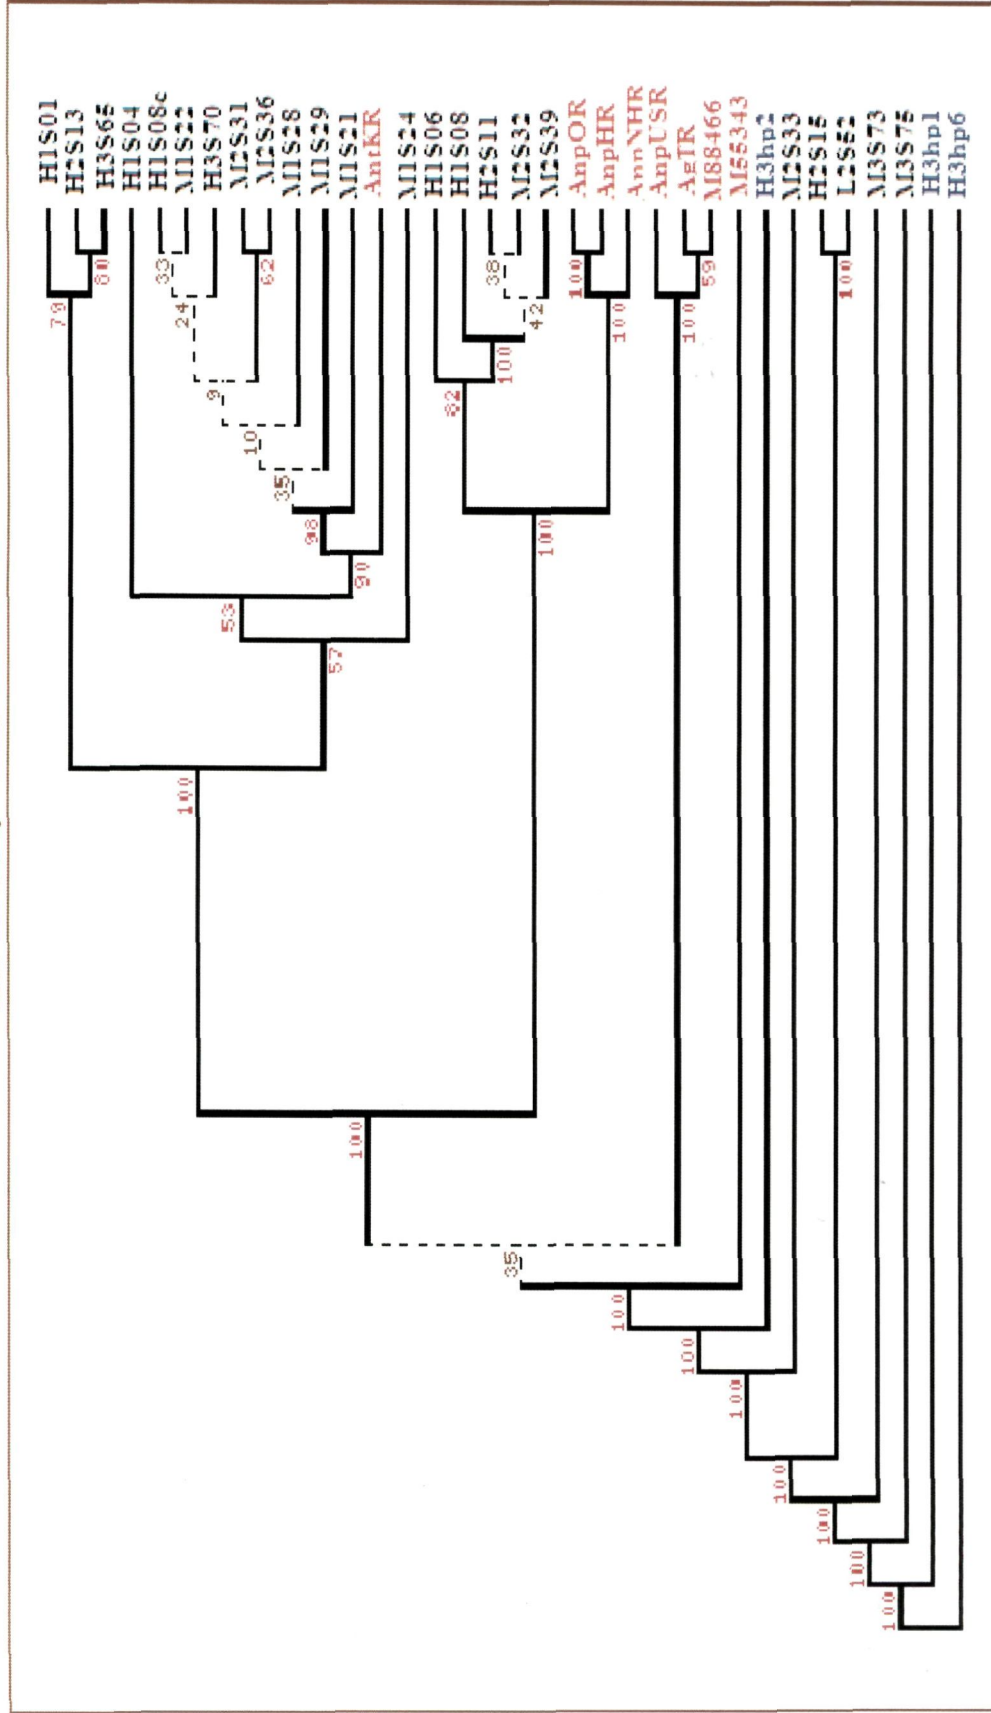 H1S01
H2S13
H3S65
H1S04
H1S08c
M1S22
H3S70
M2S31
M2S36
M1S28
M1S29
M1S21
AntKR
M1S24
H1S06
H1S08
H2S11
M2S32
M2S39
AnpOR
AnpHR
AnnNHR
AnpUSR
AgTR
M88466
M55343
H3hp2
M2S33
H2S15
L2S52
M3S73
M3S75
H3hp1
H3hp6
79
80
33
24
62
9
10
35
98
90
53
57
100
38
42
100
82
100
100
100
59
100
100
35
100
100
100
100
100
100
100
100